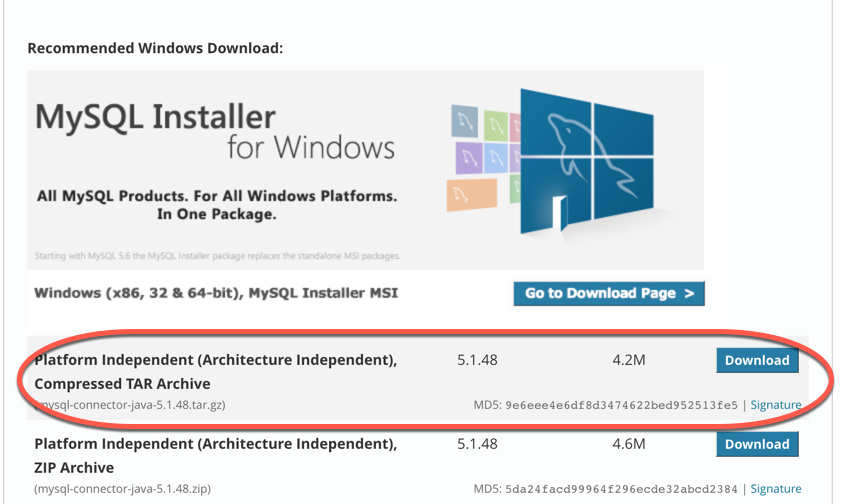 Recommended Windows Download:
MySQL Installer
for Windows
All MySQL Products. For All Windows Platforms.
In One Package.
Starting with MySQL 5.6 the MySQL Installer package replaces the standalone MSI packages.
Windows (x86, 32 & 64-bit), MySQL Installer MSI
Go to Download Page >
Platform Independent (Architecture Independent), 5.1.48 4.2M Download
Compressed TAR Archive
(mysql-connector-java-5.1.48.tar.gz) MD5: 9e6eee4e6df8d3474622bed952513fe5 | Signature
Platform Independent (Architecture Independent), 5.1.48 4.6M Download
ZIP Archive
(mysql-connector-java-5.1.48.zip) MD5: 5da24facd99964f296ecde32abcd2384 | Signature